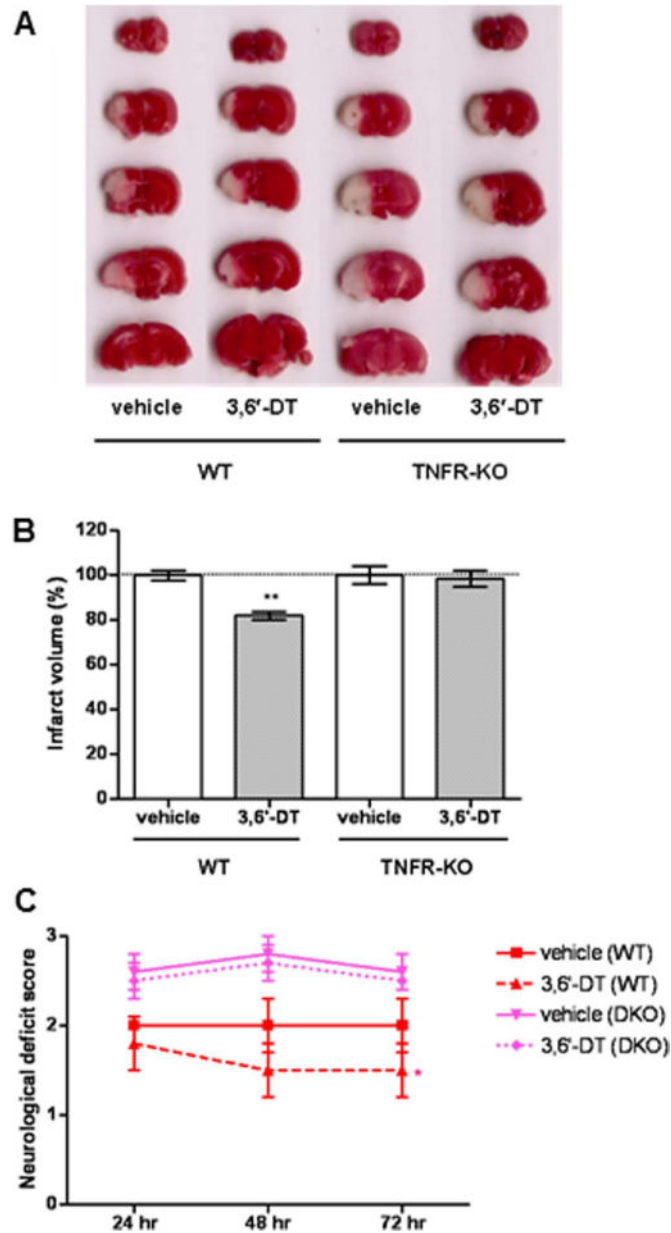 A
vehicle 3,6'-DT vehicle 3,6'-DT
WT TNFR-KO
B
120
100
80
60
40
20
0
Infarct volume (%)
**
vehicle 3,6'-DT vehicle 3,6'-DT
WT TNFR-KO
C
3
2
1
0
Neurological deficit score
*
24 hr 48 hr 72 hr
vehicle (WT)
3,6'-DT (WT)
vehicle (DKO)
3,6'-DT (DKO)